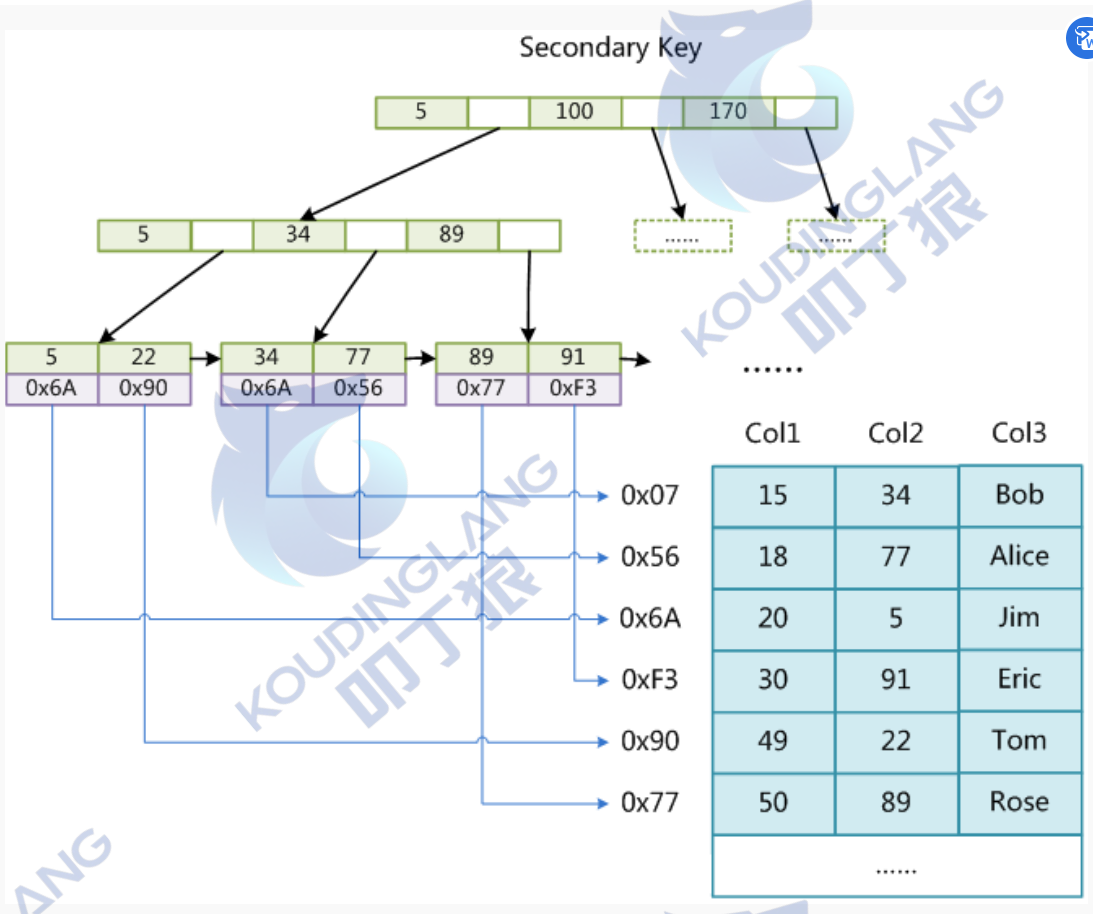 Secondary Key
5 100 170
5 34 89 ...... ......
5 22 34 77 89 91
0x6A 0x90 0x6A 0x56 0x77 0xF3
......
Col1 Col2 Col3
0x07 15 34 Bob
0x56 18 77 Alice
0x6A 20 5 Jim
0xF3 30 91 Eric
0x90 49 22 Tom
0x77 50 89 Rose
......
KOUDINGLANG
叩丁狼
KOUDINGLANG
叩丁狼
ANG
W